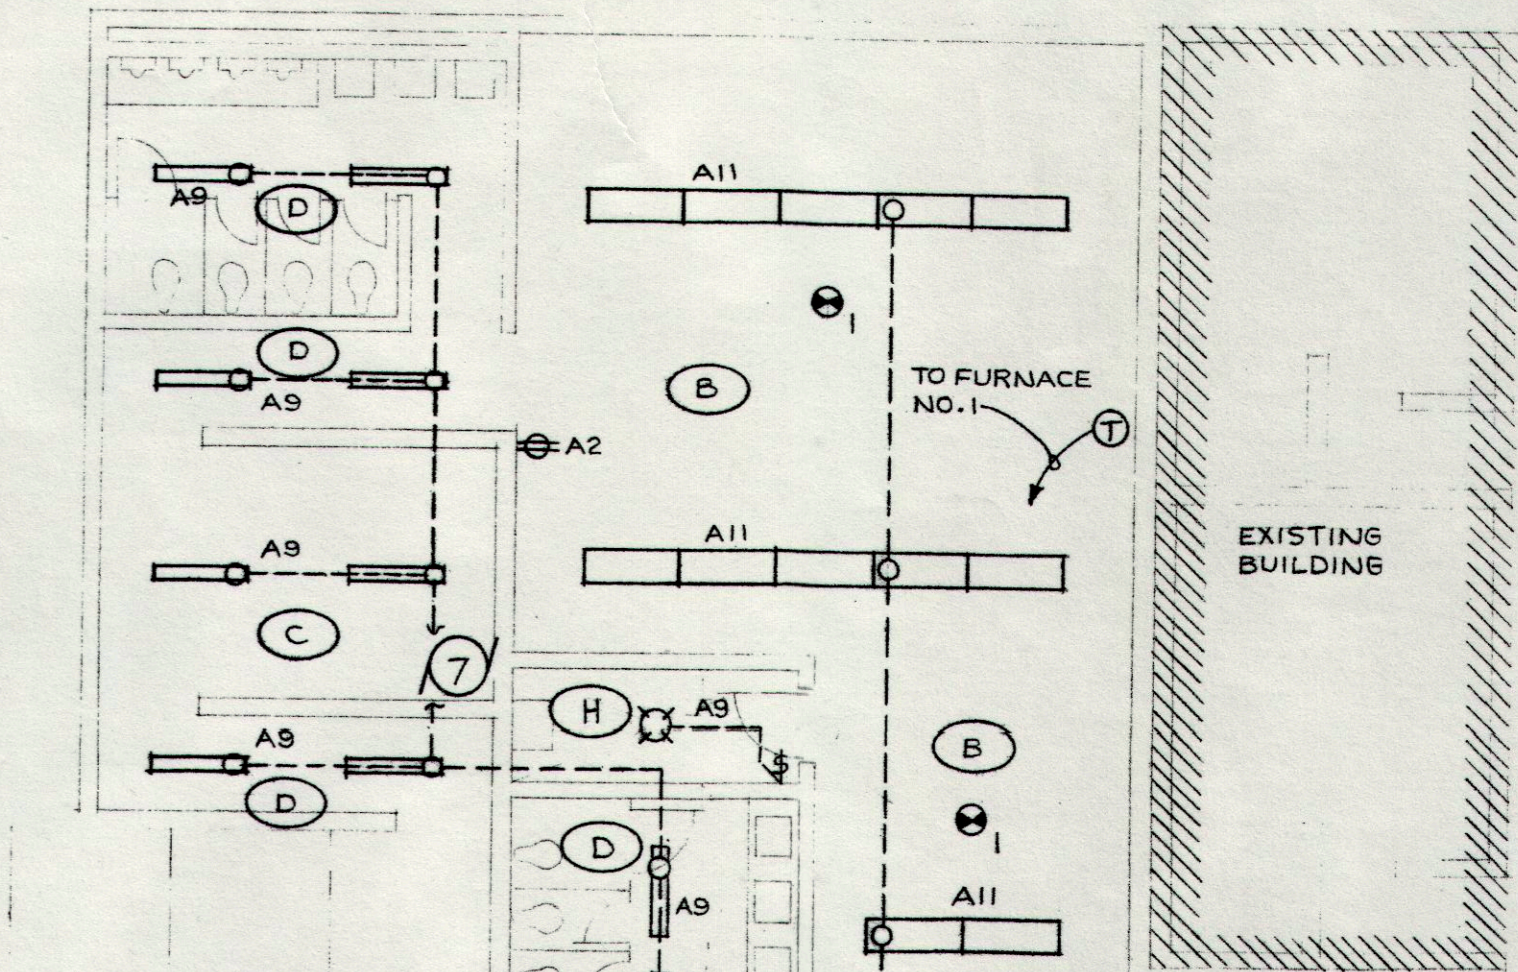 A11
A9
D
1
D
B
TO FURNACE
NO. 1
T
A9
A2
A11
A9
EXISTING
BUILDING
C
7
H
A9
$
A9
B
D
1
D
A11
A9